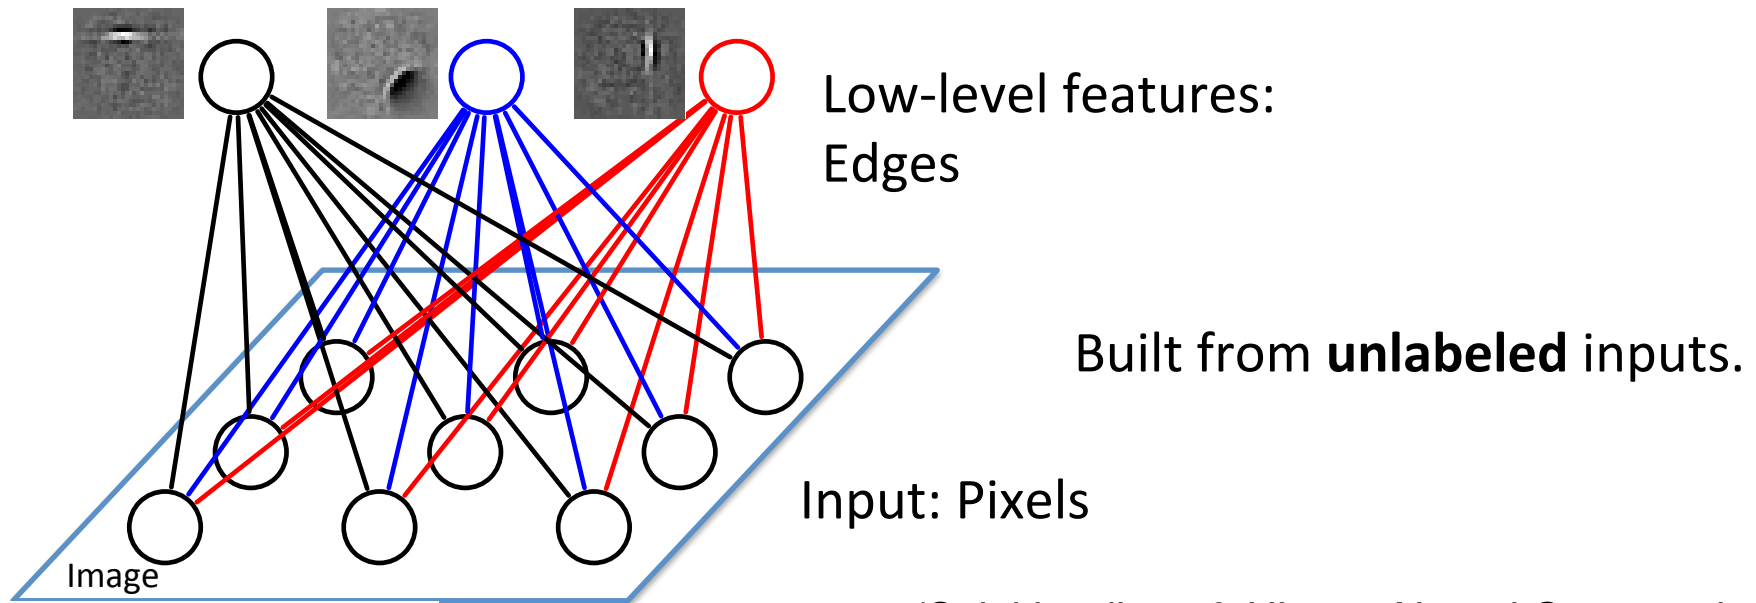 Low-level features:
Edges
Built from unlabeled inputs.
Input: Pixels
Image